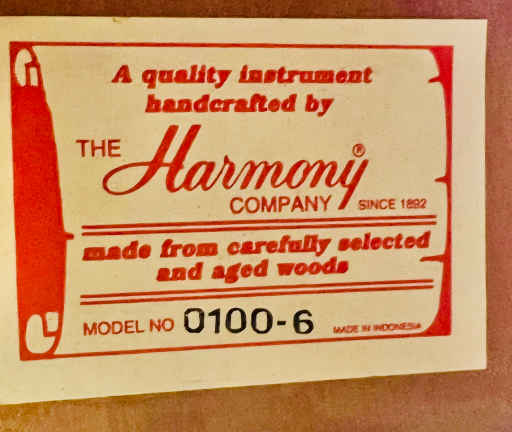 A quality instrument
handcrafted by
THE Harmony®
COMPANY SINCE 1892
made from carefully selected
and aged woods
MODEL NO 0100-6 MADE IN INDONESIA